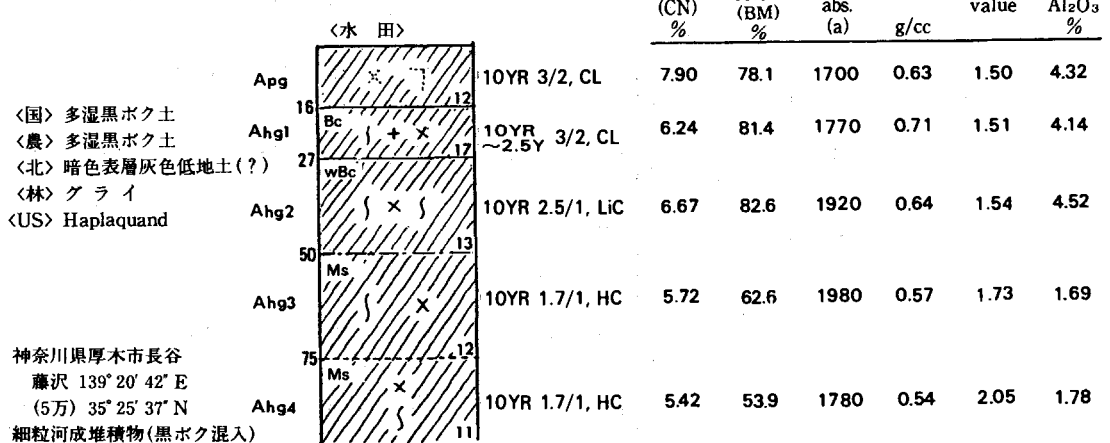 (CN) % (BM) % abs. (a) g/cc value Al₂O₃ %
<水 田>
Apg 12 10YR 3/2, CL 7.90 78.1 1700 0.63 1.50 4.32
16
<国> 多湿黒ボク土
<農> 多湿黒ボク土
<北> 暗色表層灰色低地土(?)
<林> グ ラ イ
<US> Haplaquand
Ahg1 Bc 17 10YR ~2.5Y 3/2, CL 6.24 81.4 1770 0.71 1.51 4.14
27
Ahg2 wBc 13 10YR 2.5/1, LiC 6.67 82.6 1920 0.64 1.54 4.52
50
Ahg3 Ms 12 10YR 1.7/1, HC 5.72 62.6 1980 0.57 1.73 1.69
75
Ahg4 Ms 11 10YR 1.7/1, HC 5.42 53.9 1780 0.54 2.05 1.78
神奈川県厚木市長谷
藤沢 139°20′42″E
(5万) 35°25′37″N
細粒河成堆積物(黒ボク混入)